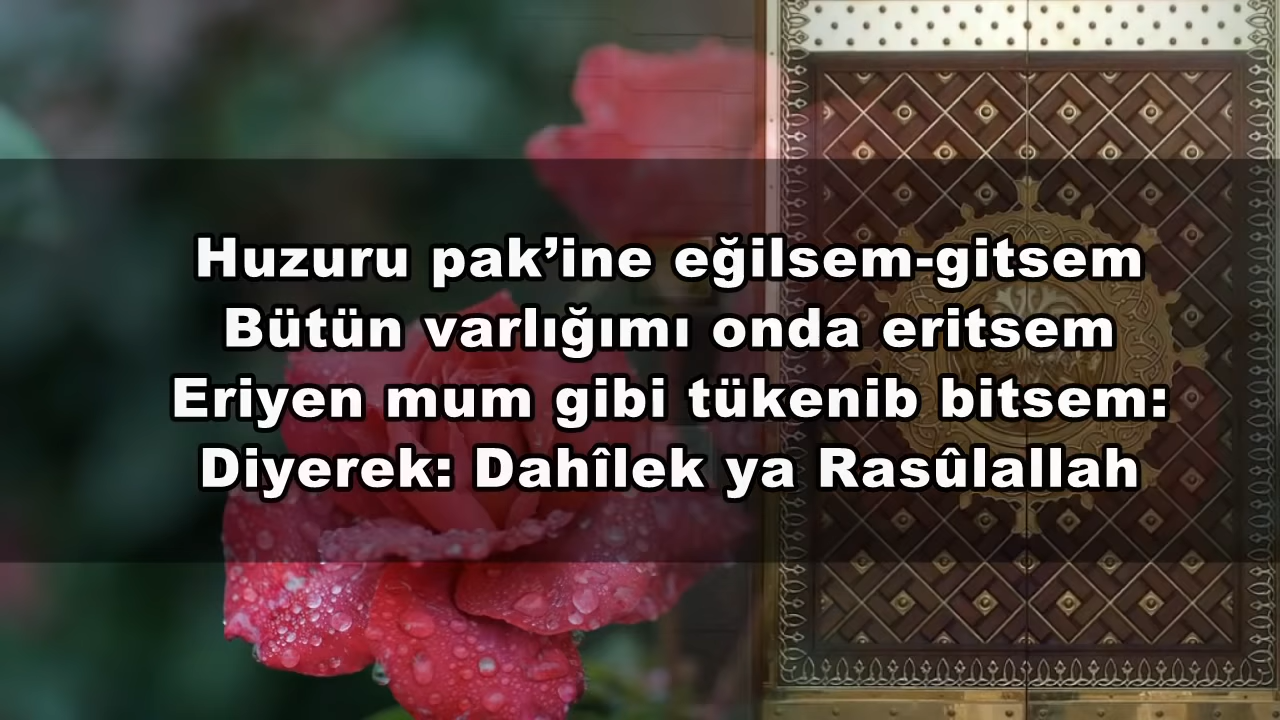 Huzuru pak’ine eğilsem-gitsem
Bütün varlığımı onda eritsem
Eriyen mum gibi tükenib bitsem:
Diyerek: Dahîlek ya Rasûlallah